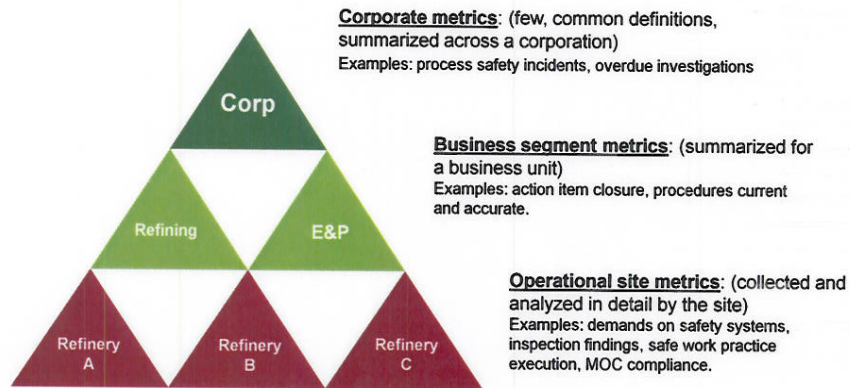 Corporate metrics: (few, common definitions,
summarized across a corporation)
Examples: process safety incidents, overdue investigations
Corp
Business segment metrics: (summarized for
a business unit)
Examples: action item closure, procedures current
and accurate.
Refining
E&P
Operational site metrics: (collected and
analyzed in detail by the site)
Examples: demands on safety systems,
inspection findings, safe work practice
execution, MOC compliance.
Refinery
A
Refinery
B
Refinery
C